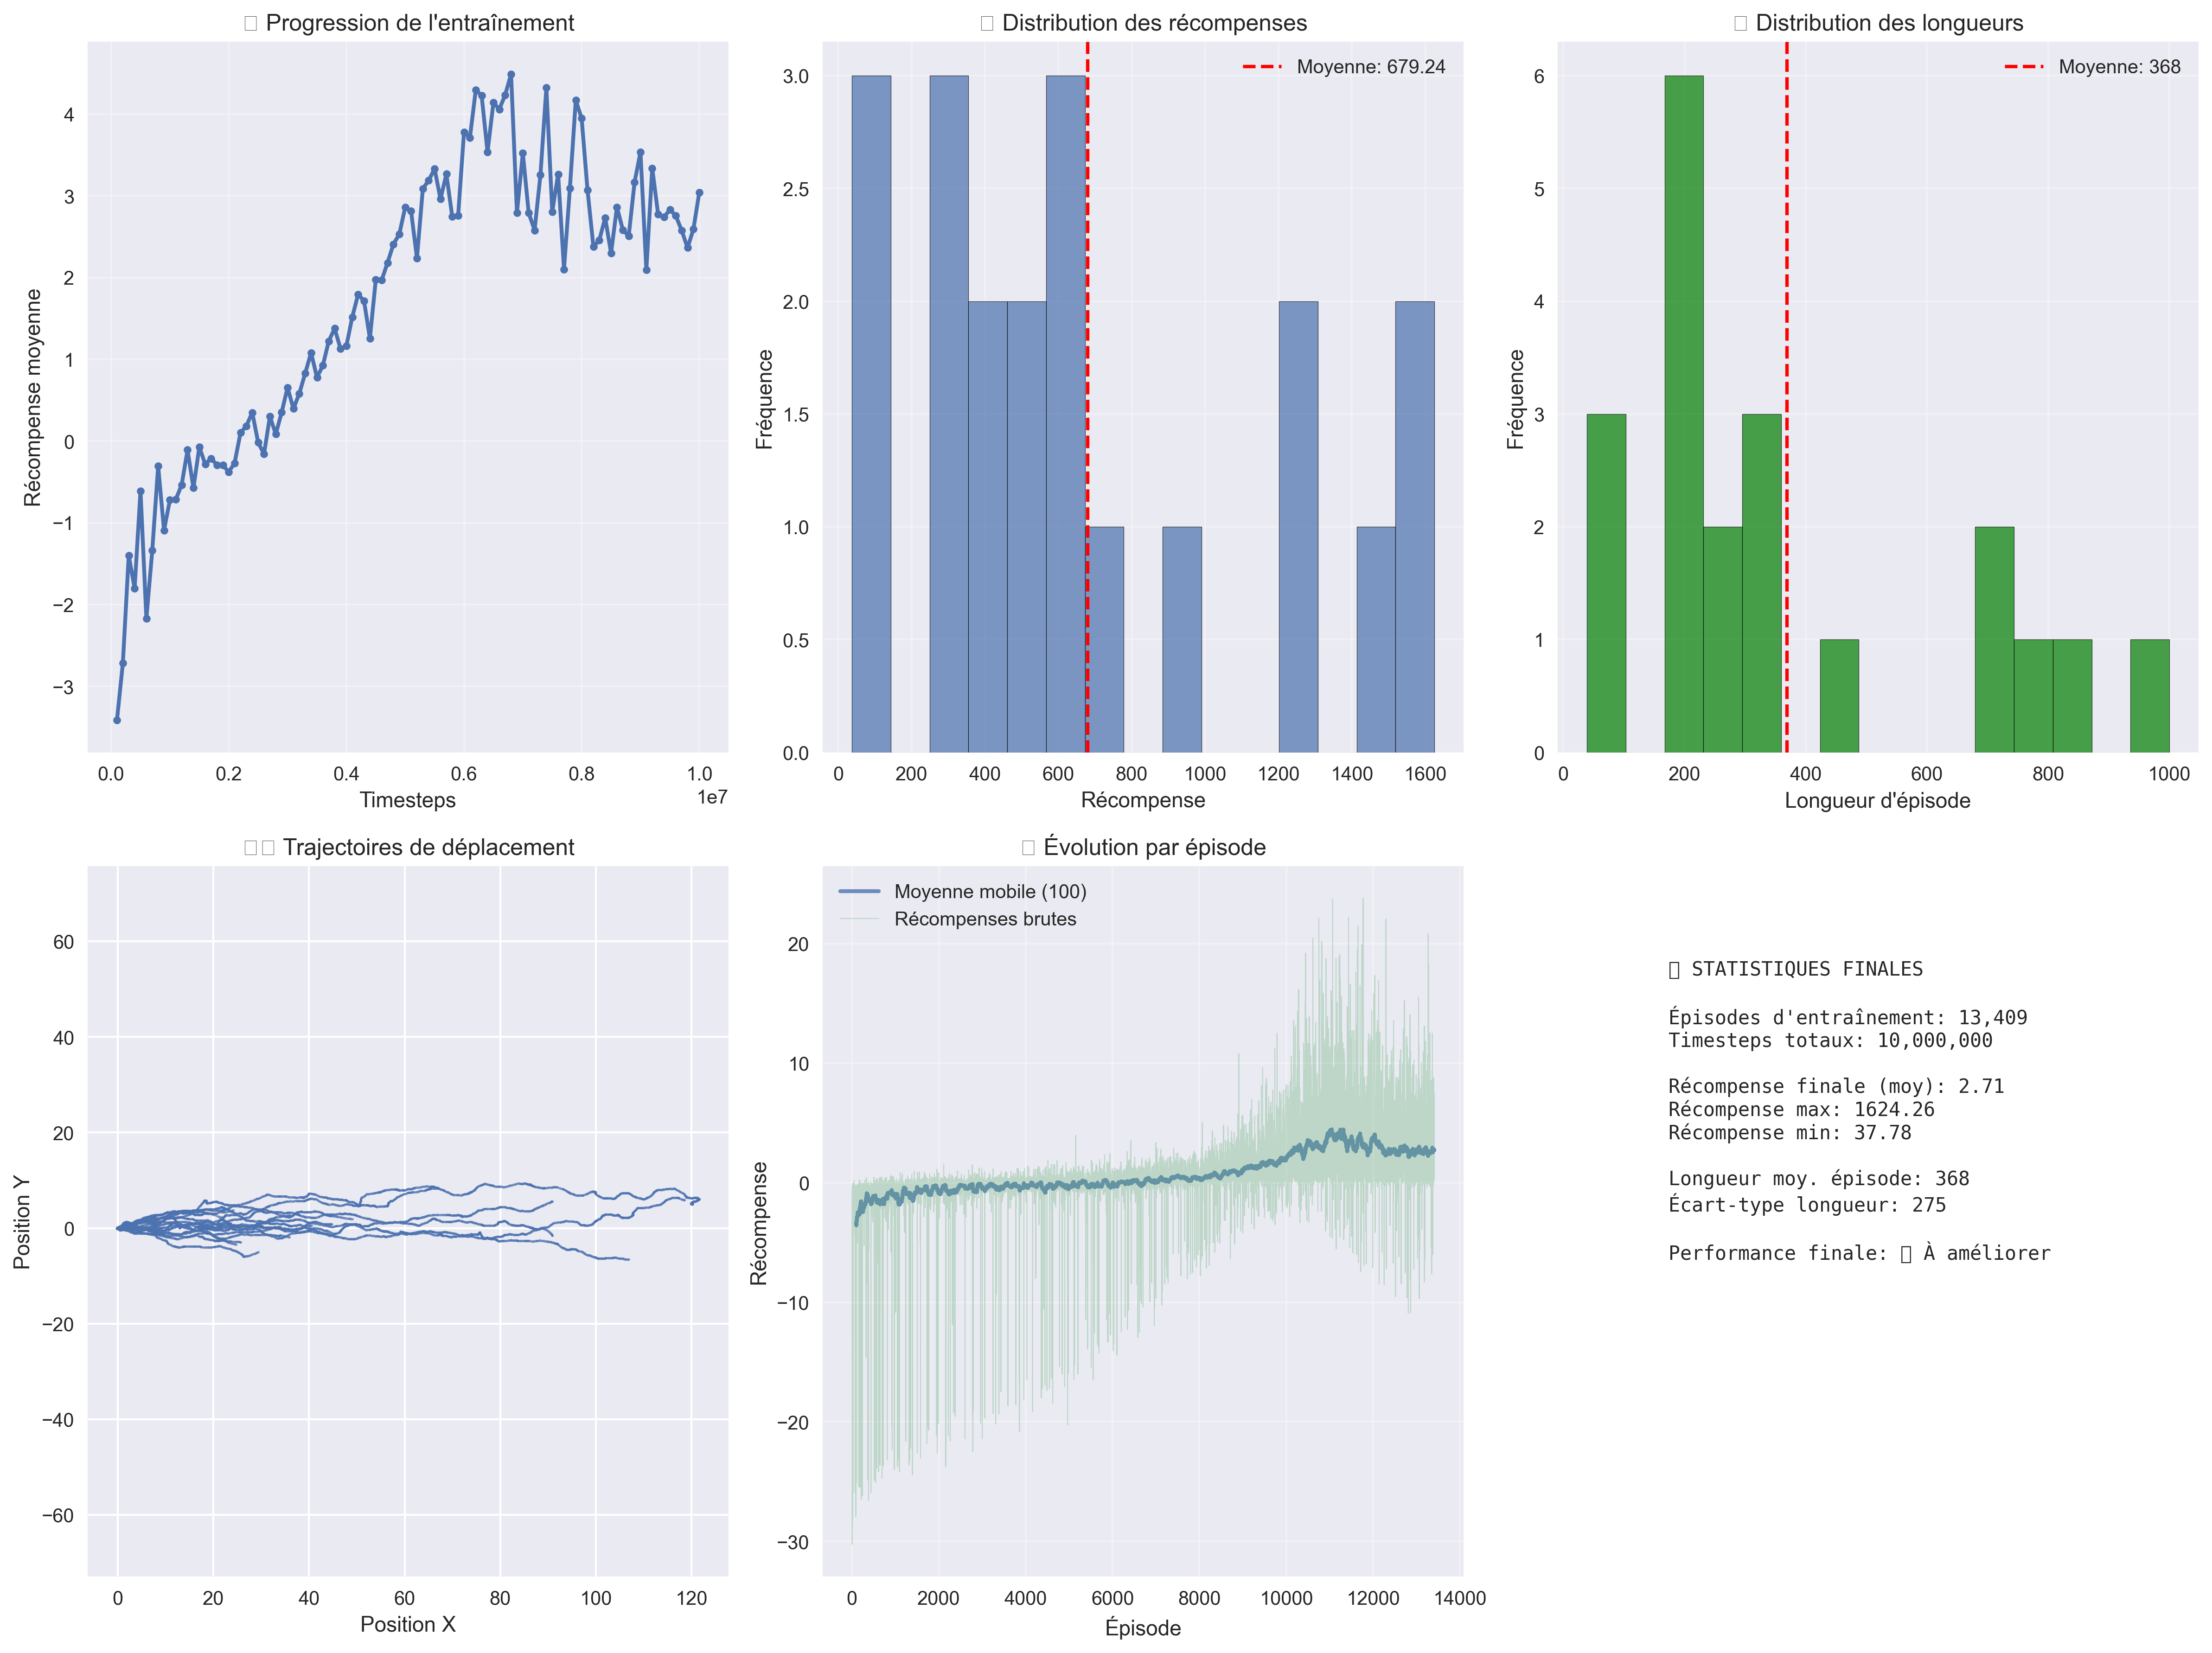 Progression de l'entraînement
Récompense moyenne
4
3
2
1
0
−1
−2
−3
0.0
0.2
0.4
0.6
0.8
1.0
1e7
Timesteps
Distribution des récompenses
Moyenne: 679.24
Fréquence
3.0
2.5
2.0
1.5
1.0
0.5
0.0
0
200
400
600
800
1000
1200
1400
1600
Récompense
Distribution des longueurs
Moyenne: 368
Fréquence
6
5
4
3
2
1
0
0
200
400
600
800
1000
Longueur d'épisode
Trajectoires de déplacement
Position Y
60
40
20
0
−20
−40
−60
0
20
40
60
80
100
120
Position X
Évolution par épisode
Moyenne mobile (100)
Récompenses brutes
Récompense
20
10
0
−10
−20
−30
0
2000
4000
6000
8000
10000
12000
14000
Épisode
STATISTIQUES FINALES
Épisodes d'entraînement: 13,409
Timesteps totaux: 10,000,000
Récompense finale (moy): 2.71
Récompense max: 1624.26
Récompense min: 37.78
Longueur moy. épisode: 368
Écart-type longueur: 275
Performance finale: À améliorer